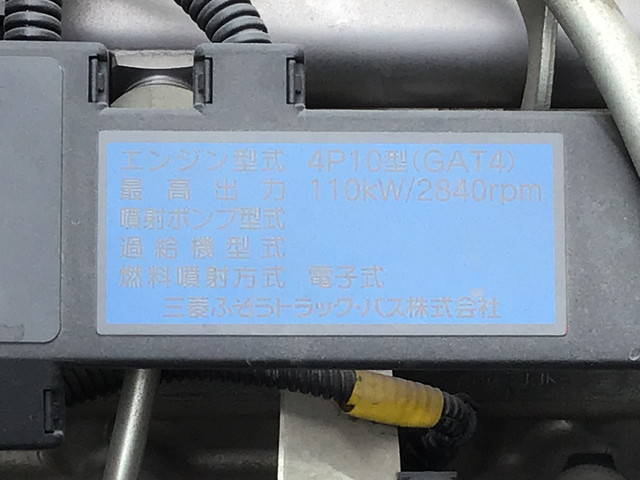 エンジン型式 4P10型(GAT4)
最高出力 110kW/2840rpm
噴射ポンプ型式
過給機型式
燃料噴射方式 電子式
三菱ふそうトラック・バス株式会社